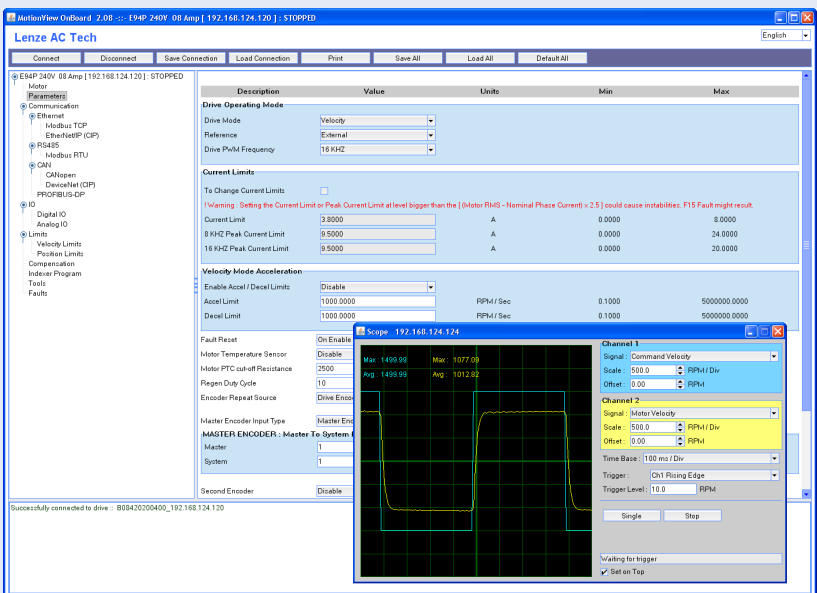 MotionView OnBoard 2.08 -::- E94P 240V 08 Amp [ 192.168.124.120 ] : STOPPED
Lenze AC Tech
English
Connect Disconnect Save Connection Load Connection Print Save All Load All Default All
E94P 240V 08 Amp [192.168.124.120] : STOPPED
Motor
Parameters
Communication
Ethernet
Modbus TCP
EtherNet/IP (CIP)
RS485
Modbus RTU
CAN
CANopen
DeviceNet (CIP)
PROFIBUS-DP
IO
Digital IO
Analog IO
Limits
Velocity Limits
Position Limits
Compensation
Indexer Program
Tools
Faults
Description Value Units Min Max
Drive Operating Mode
Drive Mode Velocity
Reference External
Drive PWM Frequency 16 KHZ
Current Limits
To Change Current Limits
! Warning : Setting the Current Limit or Peak Current Limit at level bigger than the [ (Motor RMS - Nominal Phase Current) x 2.5 ] could cause instabilities. F15 Fault might result.
Current Limit 3.8000 A 0.0000 8.0000
8 KHZ Peak Current Limit 9.5000 A 0.0000 24.0000
16 KHZ Peak Current Limit 9.5000 A 0.0000 20.0000
Velocity Mode Acceleration
Enable Accel / Decel Limits Disable
Accel Limit 1000.0000 RPM / Sec 0.1000 5000000.0000
Decel Limit 1000.0000 RPM / Sec 0.1000 5000000.0000
Fault Reset On Enable
Motor Temperature Sensor Disable
Motor PTC cut-off Resistance 2500
Regen Duty Cycle 10
Encoder Repeat Source Drive Enco
Master Encoder Input Type Master Enc
MASTER ENCODER : Master To System
Master 1
System 1
Second Encoder Disable
Successfully connected to drive :: B08420200400_192.168.124.120
Scope 192.168.124.124
Max : 1499.99 Max : 1077.09
Avg : 1499.99 Avg : 1012.82
Channel 1
Signal : Command Velocity
Scale : 500.0 RPM / Div
Offset : 0.00 RPM
Channel 2
Signal : Motor Velocity
Scale : 500.0 RPM / Div
Offset : 0.00 RPM
Time Base : 100 ms / Div
Trigger : Ch1 Rising Edge
Trigger Level : 10.0 RPM
Single Stop
Waiting for trigger
Set on Top